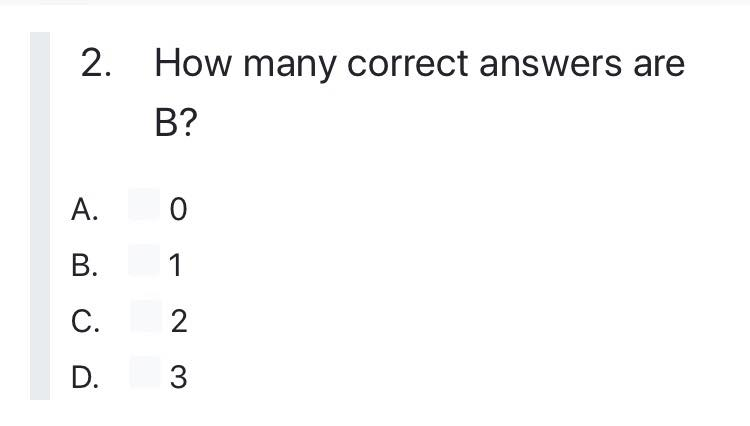 2. How many correct answers are
B?
A. 0
B. 1
C. 2
D. 3